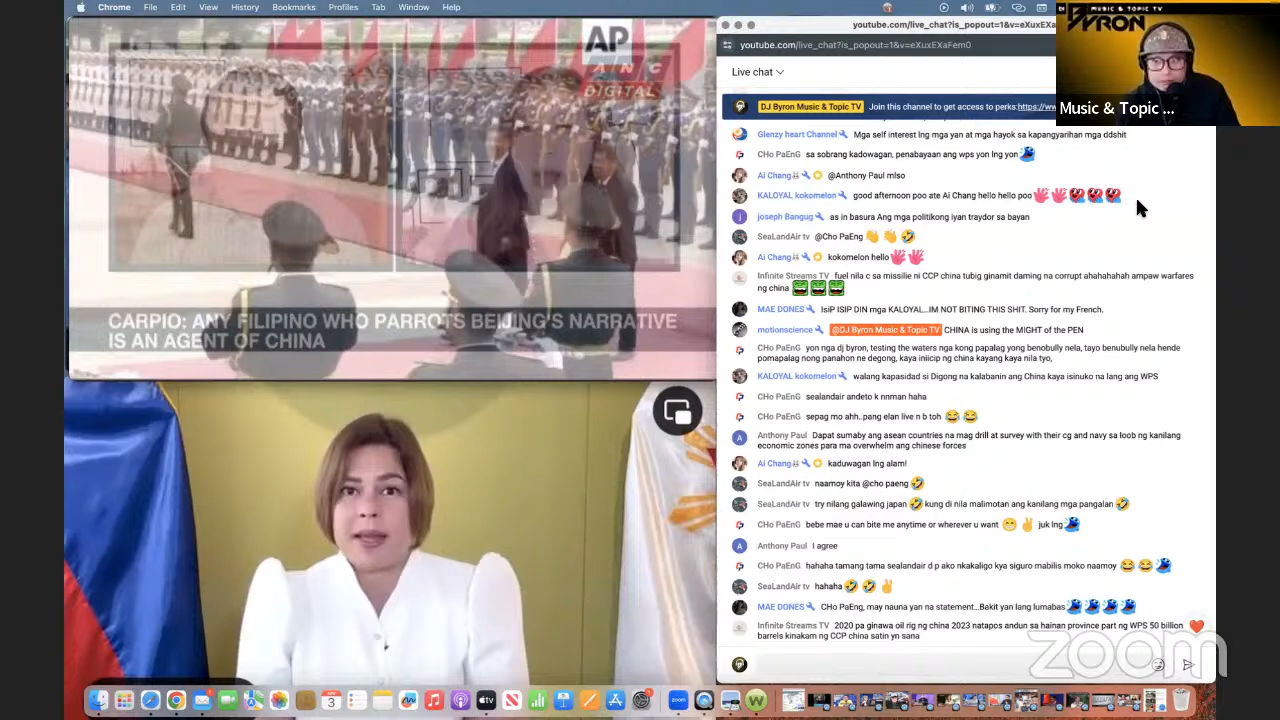 Chrome File Edit View History Bookmarks Profiles Tab Window Help
AP
ANC
DIGITAL
CARPIO: ANY FILIPINO WHO PARROTS BEIJING'S NARRATIVE
IS AN AGENT OF CHINA
youtube.com/live_chat?is_popout=1&v=eXuxEXa
youtube.com/live_chat?is_popout=1&v=eXuxEXaFem0
Live chat
MUSIC & TOPIC TV
BYRON
Music & Topic ...
DJ Byron Music & Topic TV Join this channel to get access to perks:https://ww
Glenzy heart Channel Mga self interest lng mga yan at mga hayok sa kapangyarihan mga ddshit
CHo PaEnG sa sobrang kadowagan, penabayaan ang wps yon lng yon
Ai Chang @Anthony Paul mlso
KALOYAL kokomelon good afternoon poo ate Ai Chang hello hello poo
joseph Bangug as in basura Ang mga politikong iyan traydor sa bayan
SeaLandAir tv @Cho PaEng 👋 👋 🤣
Ai Chang kokomelon hello
Infinite Streams TV fuel nila c sa missilie ni CCP china tubig ginamit daming na corrupt ahahahahah ampaw warfares
ng china
MAE DONES IsiP ISIP DIN mga KALOYAL...IM NOT BITING THIS SHIT. Sorry for my French.
motionscience @DJ Byron Music & Topic TV CHINA is using the MIGHT of the PEN
CHo PaEnG yon nga dj byron, testing the waters nga kong papalag yong benobully nela, tayo benubully nela hende
pomapalag nong panahon ne degong, kaya iniicip ng china kayang kaya nila tyo,
KALOYAL kokomelon walang kapasidad si Digong na kalabanin ang China kaya isinuko na lang ang WPS
CHo PaEnG sealandair andeto k nnman haha
CHo PaEnG sepag mo ahh..pang elan live n b toh 😂 😂
A Anthony Paul Dapat sumaby ang asean countries na mag drill at survey with their cg and navy sa loob ng kanilang
economic zones para ma overwhelm ang chinese forces
Ai Chang kaduwagan lng alam!
SeaLandAir tv naamoy kita @cho paeng 🤣
SeaLandAir tv try nilang galawing japan 🤣 kung di nila malimotan ang kanilang mga pangalan 🤣
CHo PaEnG bebe mae u can bite me anytime or wherever u want 😁 ✌ juk lng
A Anthony Paul I agree
CHo PaEnG hahaha tamang tama sealandair d p ako nkakaligo kya siguro mabilis moko naamoy 😂 😂
SeaLandAir tv hahaha 🤣 🤣 ✌
MAE DONES CHo PaEng, may nauna yan na statement...Bakit yan lang lumabas
Infinite Streams TV 2020 pa ginawa oil rig ng china 2023 natapos andun sa hainan province part ng WPS 50 billion
barrels kinakam ng CCP china satin yn sana
zoom
3
zoom
W